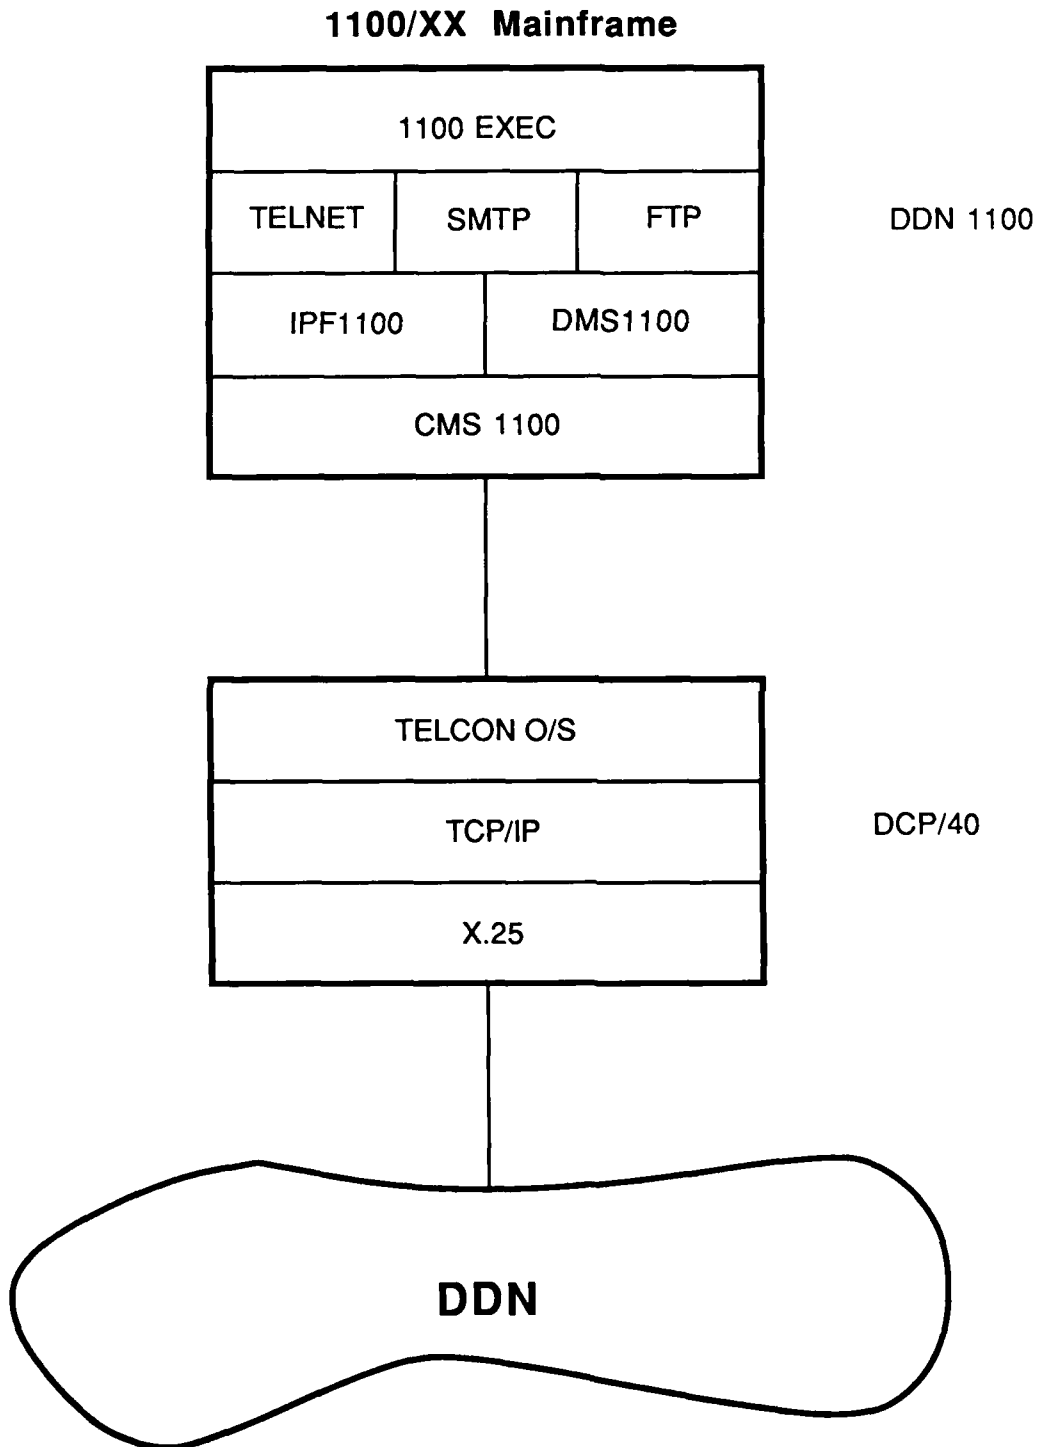 1100/XX Mainframe
1100 EXEC
TELNET SMTP FTP DDN 1100
IPF1100 DMS1100
CMS 1100
TELCON O/S
TCP/IP DCP/40
X.25
DDN